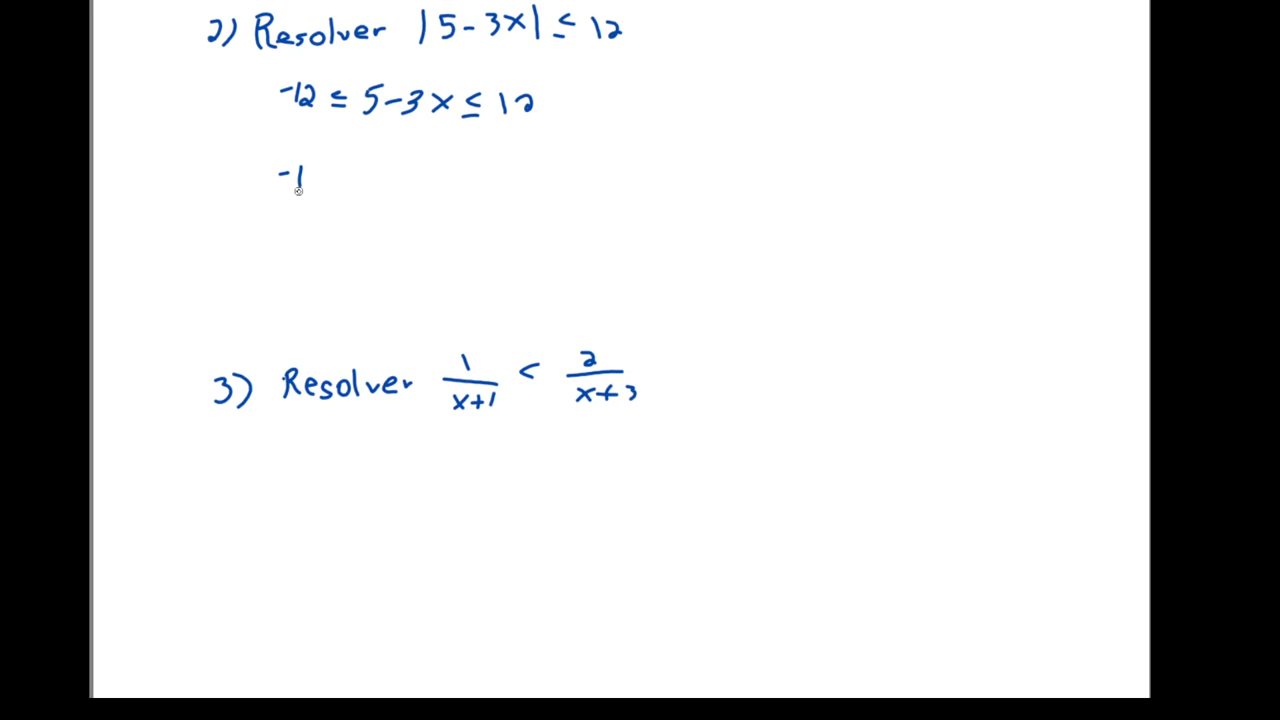 2) Resolver |5-3x| ≤ 12
-12 ≤ 5-3x ≤ 12
-1
3) Resolver 1/(x+1) < 2/(x+3)